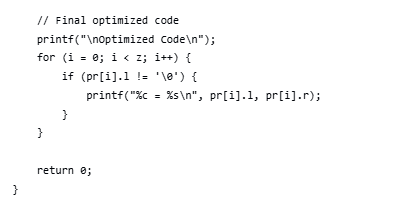 // Final optimized code
printf("\nOptimized Code\n");
for (i = 0; i < z; i++) {
if (pr[i].l != '\0') {
printf("%c = %s\n", pr[i].l, pr[i].r);
}
}
return 0;
}